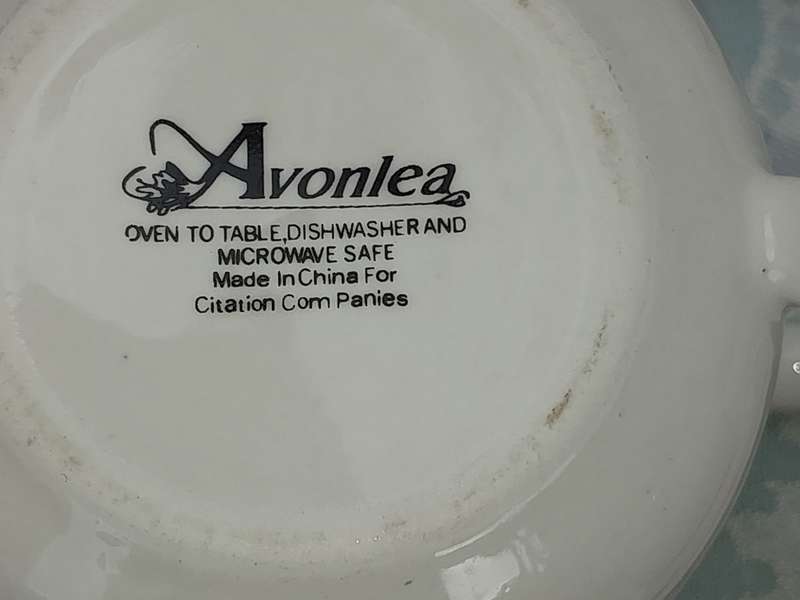 Avonlea
OVEN TO TABLE,DISHWASHER AND
MICROWAVE SAFE
Made In China For
Citation Com Panies